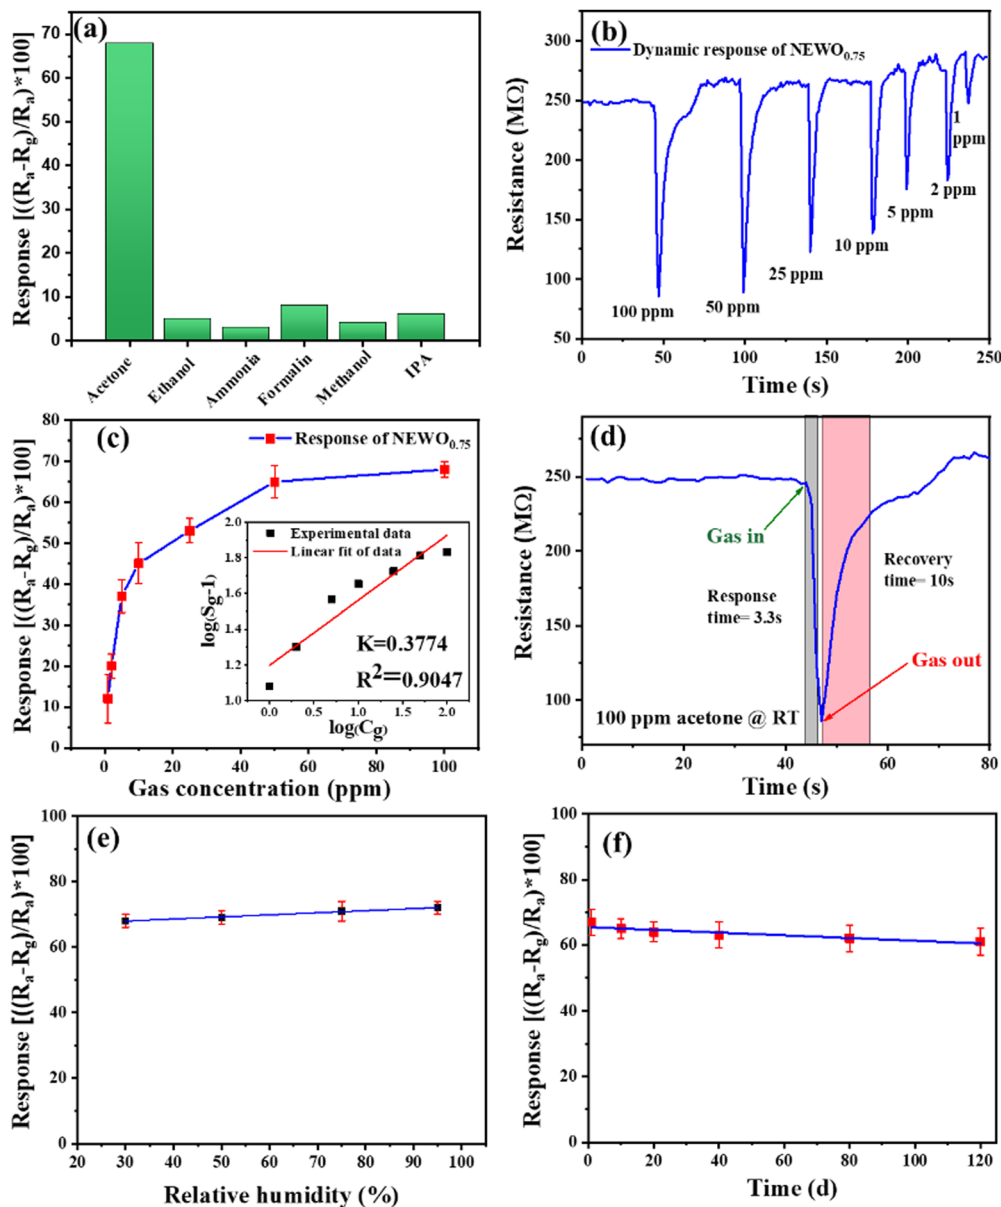 (a)
Response [((Rₐ-R_g)/Rₐ)*100]
70
60
50
40
30
20
10
0
Acetone
Ethanol
Ammonia
Formalin
Methanol
IPA
(b)
Dynamic response of NEWO₀.₇₅
Resistance (MΩ)
300
250
200
150
100
50
100 ppm
50 ppm
25 ppm
10 ppm
5 ppm
2 ppm
1
ppm
0 50 100 150 200 250
Time (s)
(c)
Response of NEWO₀.₇₅
Response [((Rₐ-R_g)/Rₐ)*100]
80
70
60
50
40
30
20
10
0
0 20 40 60 80 100
Gas concentration (ppm)
Experimental data
Linear fit of data
log(S_g-1)
2.0
1.8
1.6
1.4
1.2
1.0
K=0.3774
R²=0.9047
0.0 0.5 1.0 1.5 2.0
log(C_g)
(d)
Resistance (MΩ)
250
200
150
100
Gas in
Response
time= 3.3s
Recovery
time= 10s
Gas out
100 ppm acetone @ RT
0 20 40 60 80
Time (s)
(e)
Response [((Rₐ-R_g)/Rₐ)*100]
100
80
60
40
20
0
20 30 40 50 60 70 80 90 100
Relative humidity (%)
(f)
Response [((Rₐ-R_g)/Rₐ)*100]
100
80
60
40
20
0
0 20 40 60 80 100 120
Time (d)